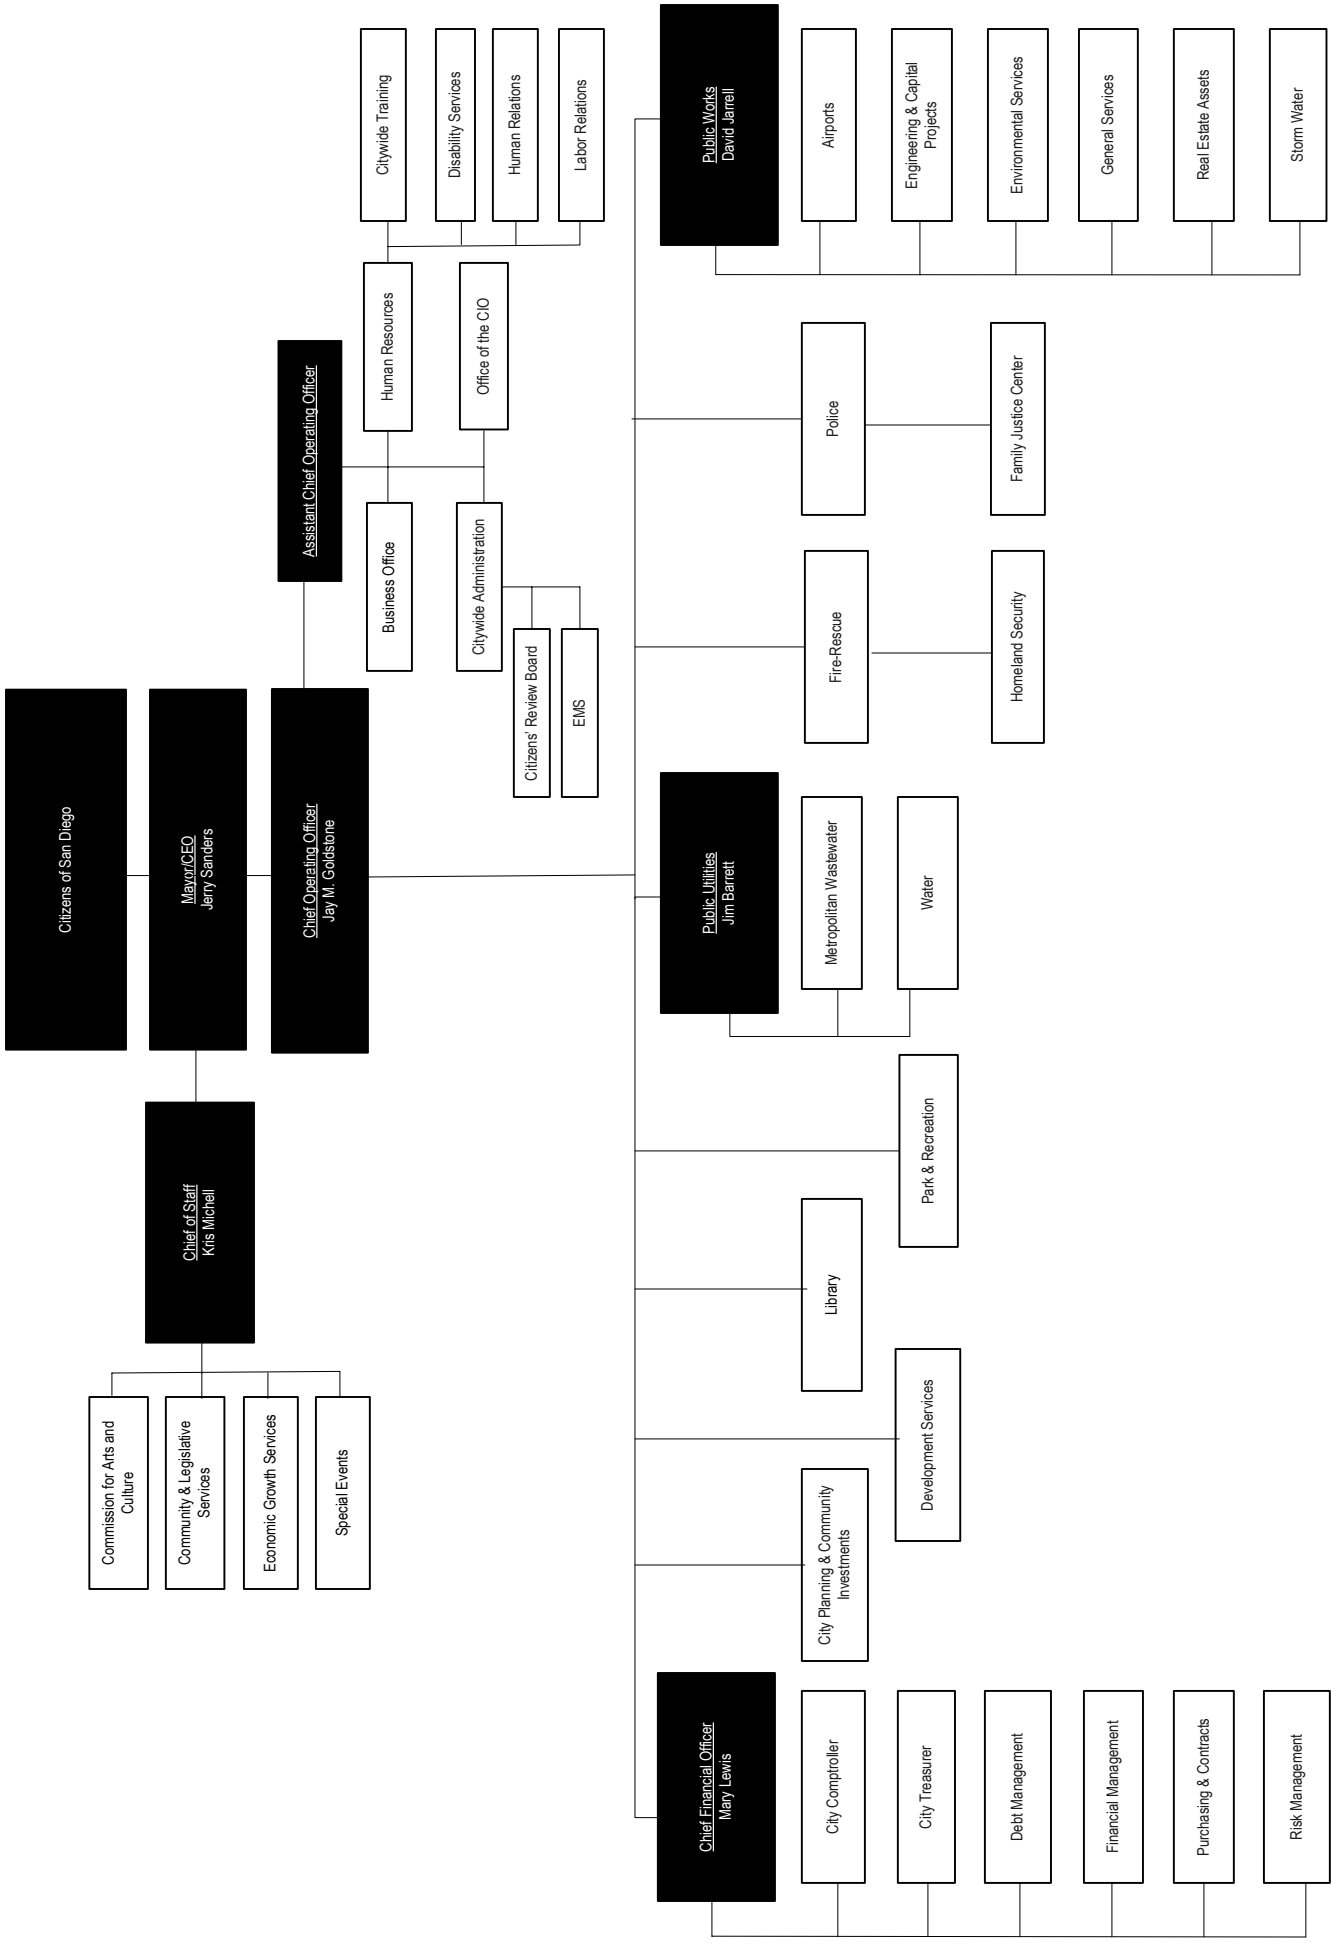 Citizens of San Diego
Mayor/CEO
Jerry Sanders
Chief Operating Officer
Jay M. Goldstone
Chief of Staff
Kris Michell
Commission for Arts and
Culture
Community & Legislative
Services
Economic Growth Services
Special Events
Assistant Chief Operating Officer
Business Office
Human Resources
Citywide Training
Disability Services
Human Relations
Labor Relations
Citywide Administration
Office of the CIO
Citizens' Review Board
EMS
Chief Financial Officer
Mary Lewis
City Comptroller
City Treasurer
Debt Management
Financial Management
Purchasing & Contracts
Risk Management
City Planning & Community
Investments
Development Services
Library
Park & Recreation
Public Utilities
Jim Barrett
Metropolitan Wastewater
Water
Fire-Rescue
Homeland Security
Police
Family Justice Center
Public Works
David Jarrell
Airports
Engineering & Capital
Projects
Environmental Services
General Services
Real Estate Assets
Storm Water